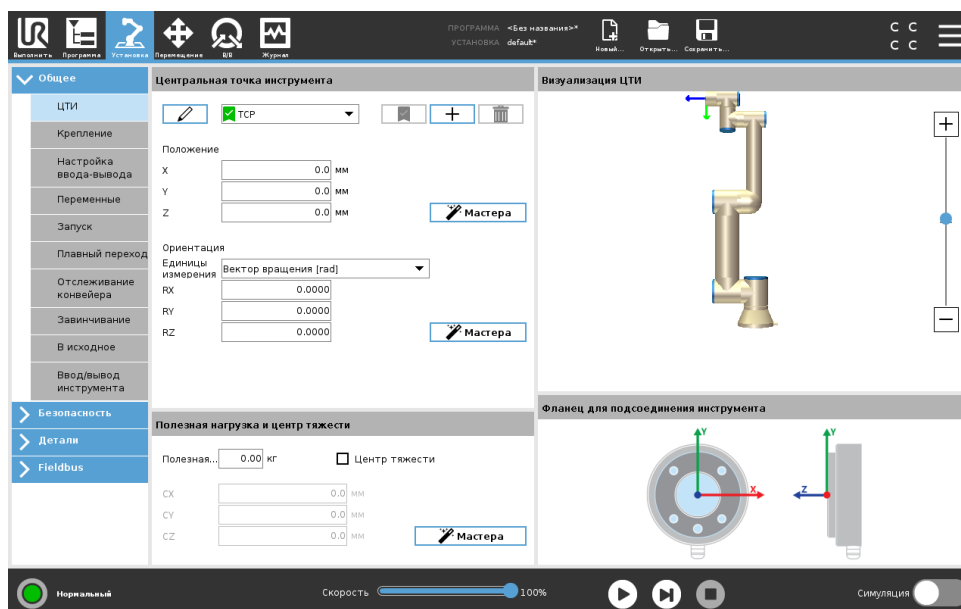 ПРОГРАММА <Без названия>*
УСТАНОВКА default*
C C
C C
UR
Выполнить Программа Установка Перемещение В/В Журнал
Новый... Открыть... Сохранить...
Общее
ЦТИ
Крепление
Настройка
ввода-вывода
Переменные
Запуск
Плавный переход
Отслеживание
конвейера
Завинчивание
В исходное
Ввод/вывод
инструмента
Безопасность
Детали
Fieldbus
Центральная точка инструмента
TCP
Положение
X 0.0 мм
Y 0.0 мм
Z 0.0 мм
Мастера
Ориентация
Единицы
измерения
Вектор вращения [rad]
RX 0.0000
RY 0.0000
RZ 0.0000
Мастера
Полезная нагрузка и центр тяжести
Полезная... 0.00 кг Центр тяжести
CX 0.0 мм
CY 0.0 мм
CZ 0.0 мм
Мастера
Визуализация ЦТИ
Фланец для подсоединения инструмента
Y
X
Y
Z
Нормальный
Скорость 100%
Симуляция